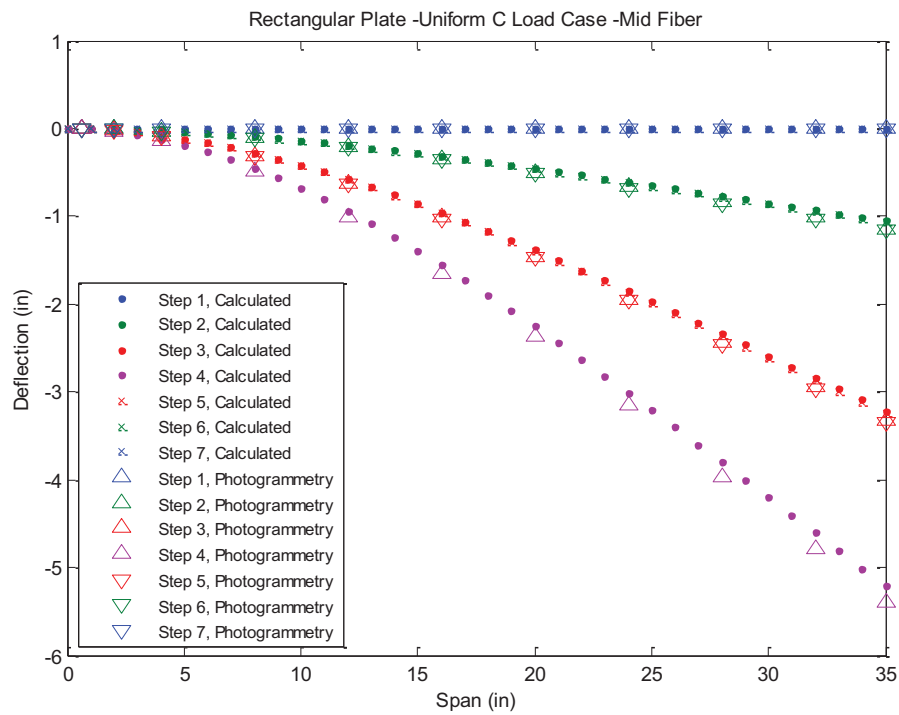 Rectangular Plate -Uniform C Load Case -Mid Fiber
1
0
-1
-2
-3
-4
-5
-6
Deflection (in)
Step 1, Calculated
Step 2, Calculated
Step 3, Calculated
Step 4, Calculated
Step 5, Calculated
Step 6, Calculated
Step 7, Calculated
Step 1, Photogrammetry
Step 2, Photogrammetry
Step 3, Photogrammetry
Step 4, Photogrammetry
Step 5, Photogrammetry
Step 6, Photogrammetry
Step 7, Photogrammetry
0 5 10 15 20 25 30 35
Span (in)